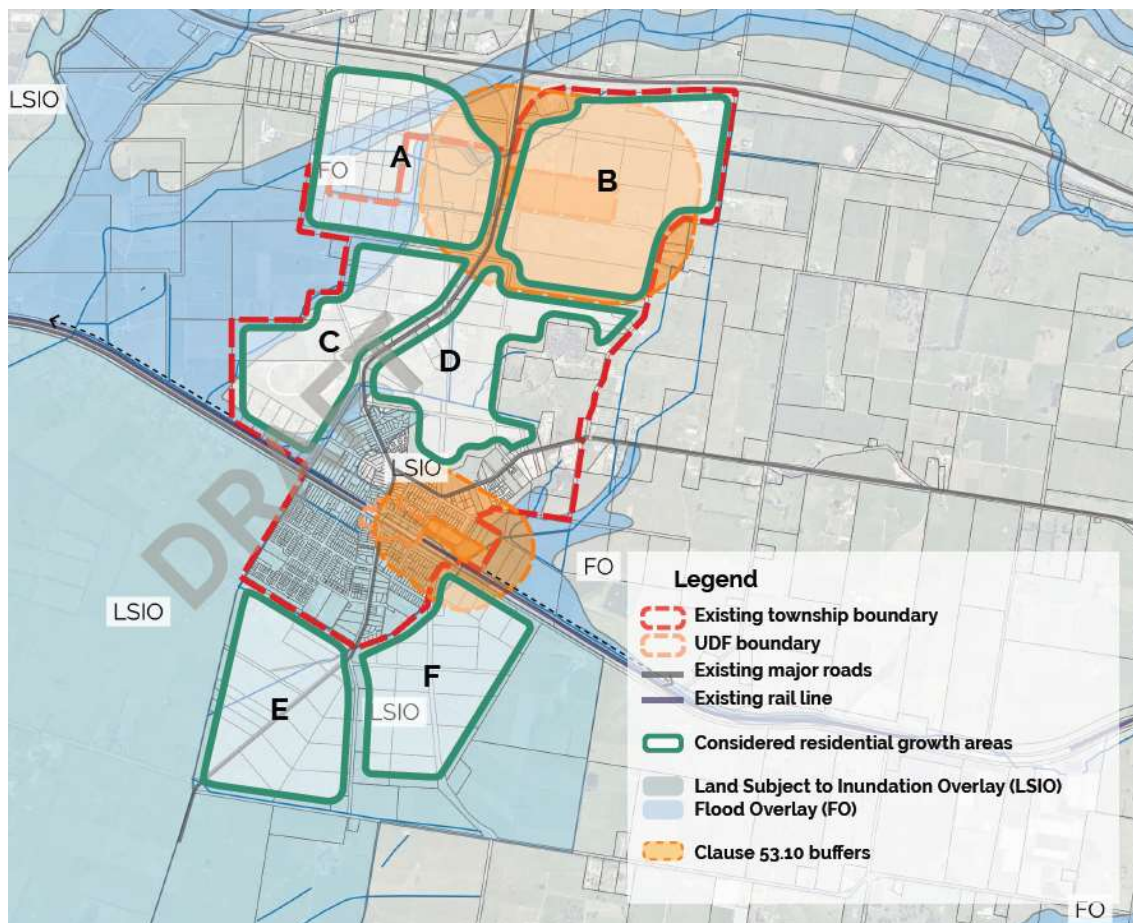 LSIO
A
FO
B
C
D
DRAFT
LSIO
FO
LSIO
E
F
LSIO
Legend
Existing township boundary
UDF boundary
Existing major roads
Existing rail line
Considered residential growth areas
Land Subject to Inundation Overlay (LSIO)
Flood Overlay (FO)
Clause 53.10 buffers
FO